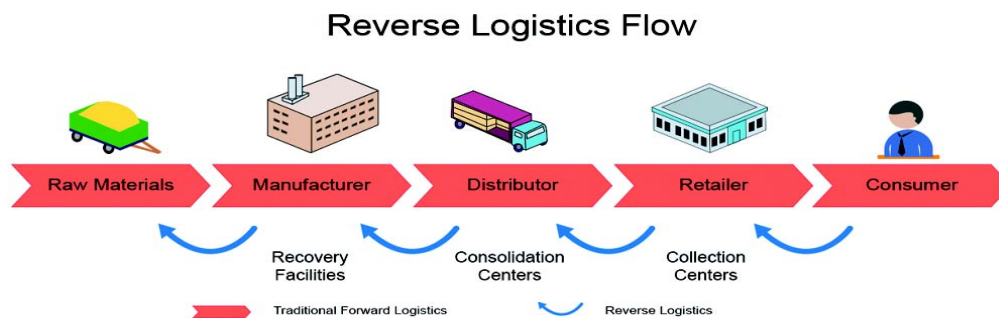 Reverse Logistics Flow
Raw Materials
Manufacturer
Distributor
Retailer
Consumer
Recovery
Facilities
Consolidation
Centers
Collection
Centers
Traditional Forward Logistics
Reverse Logistics